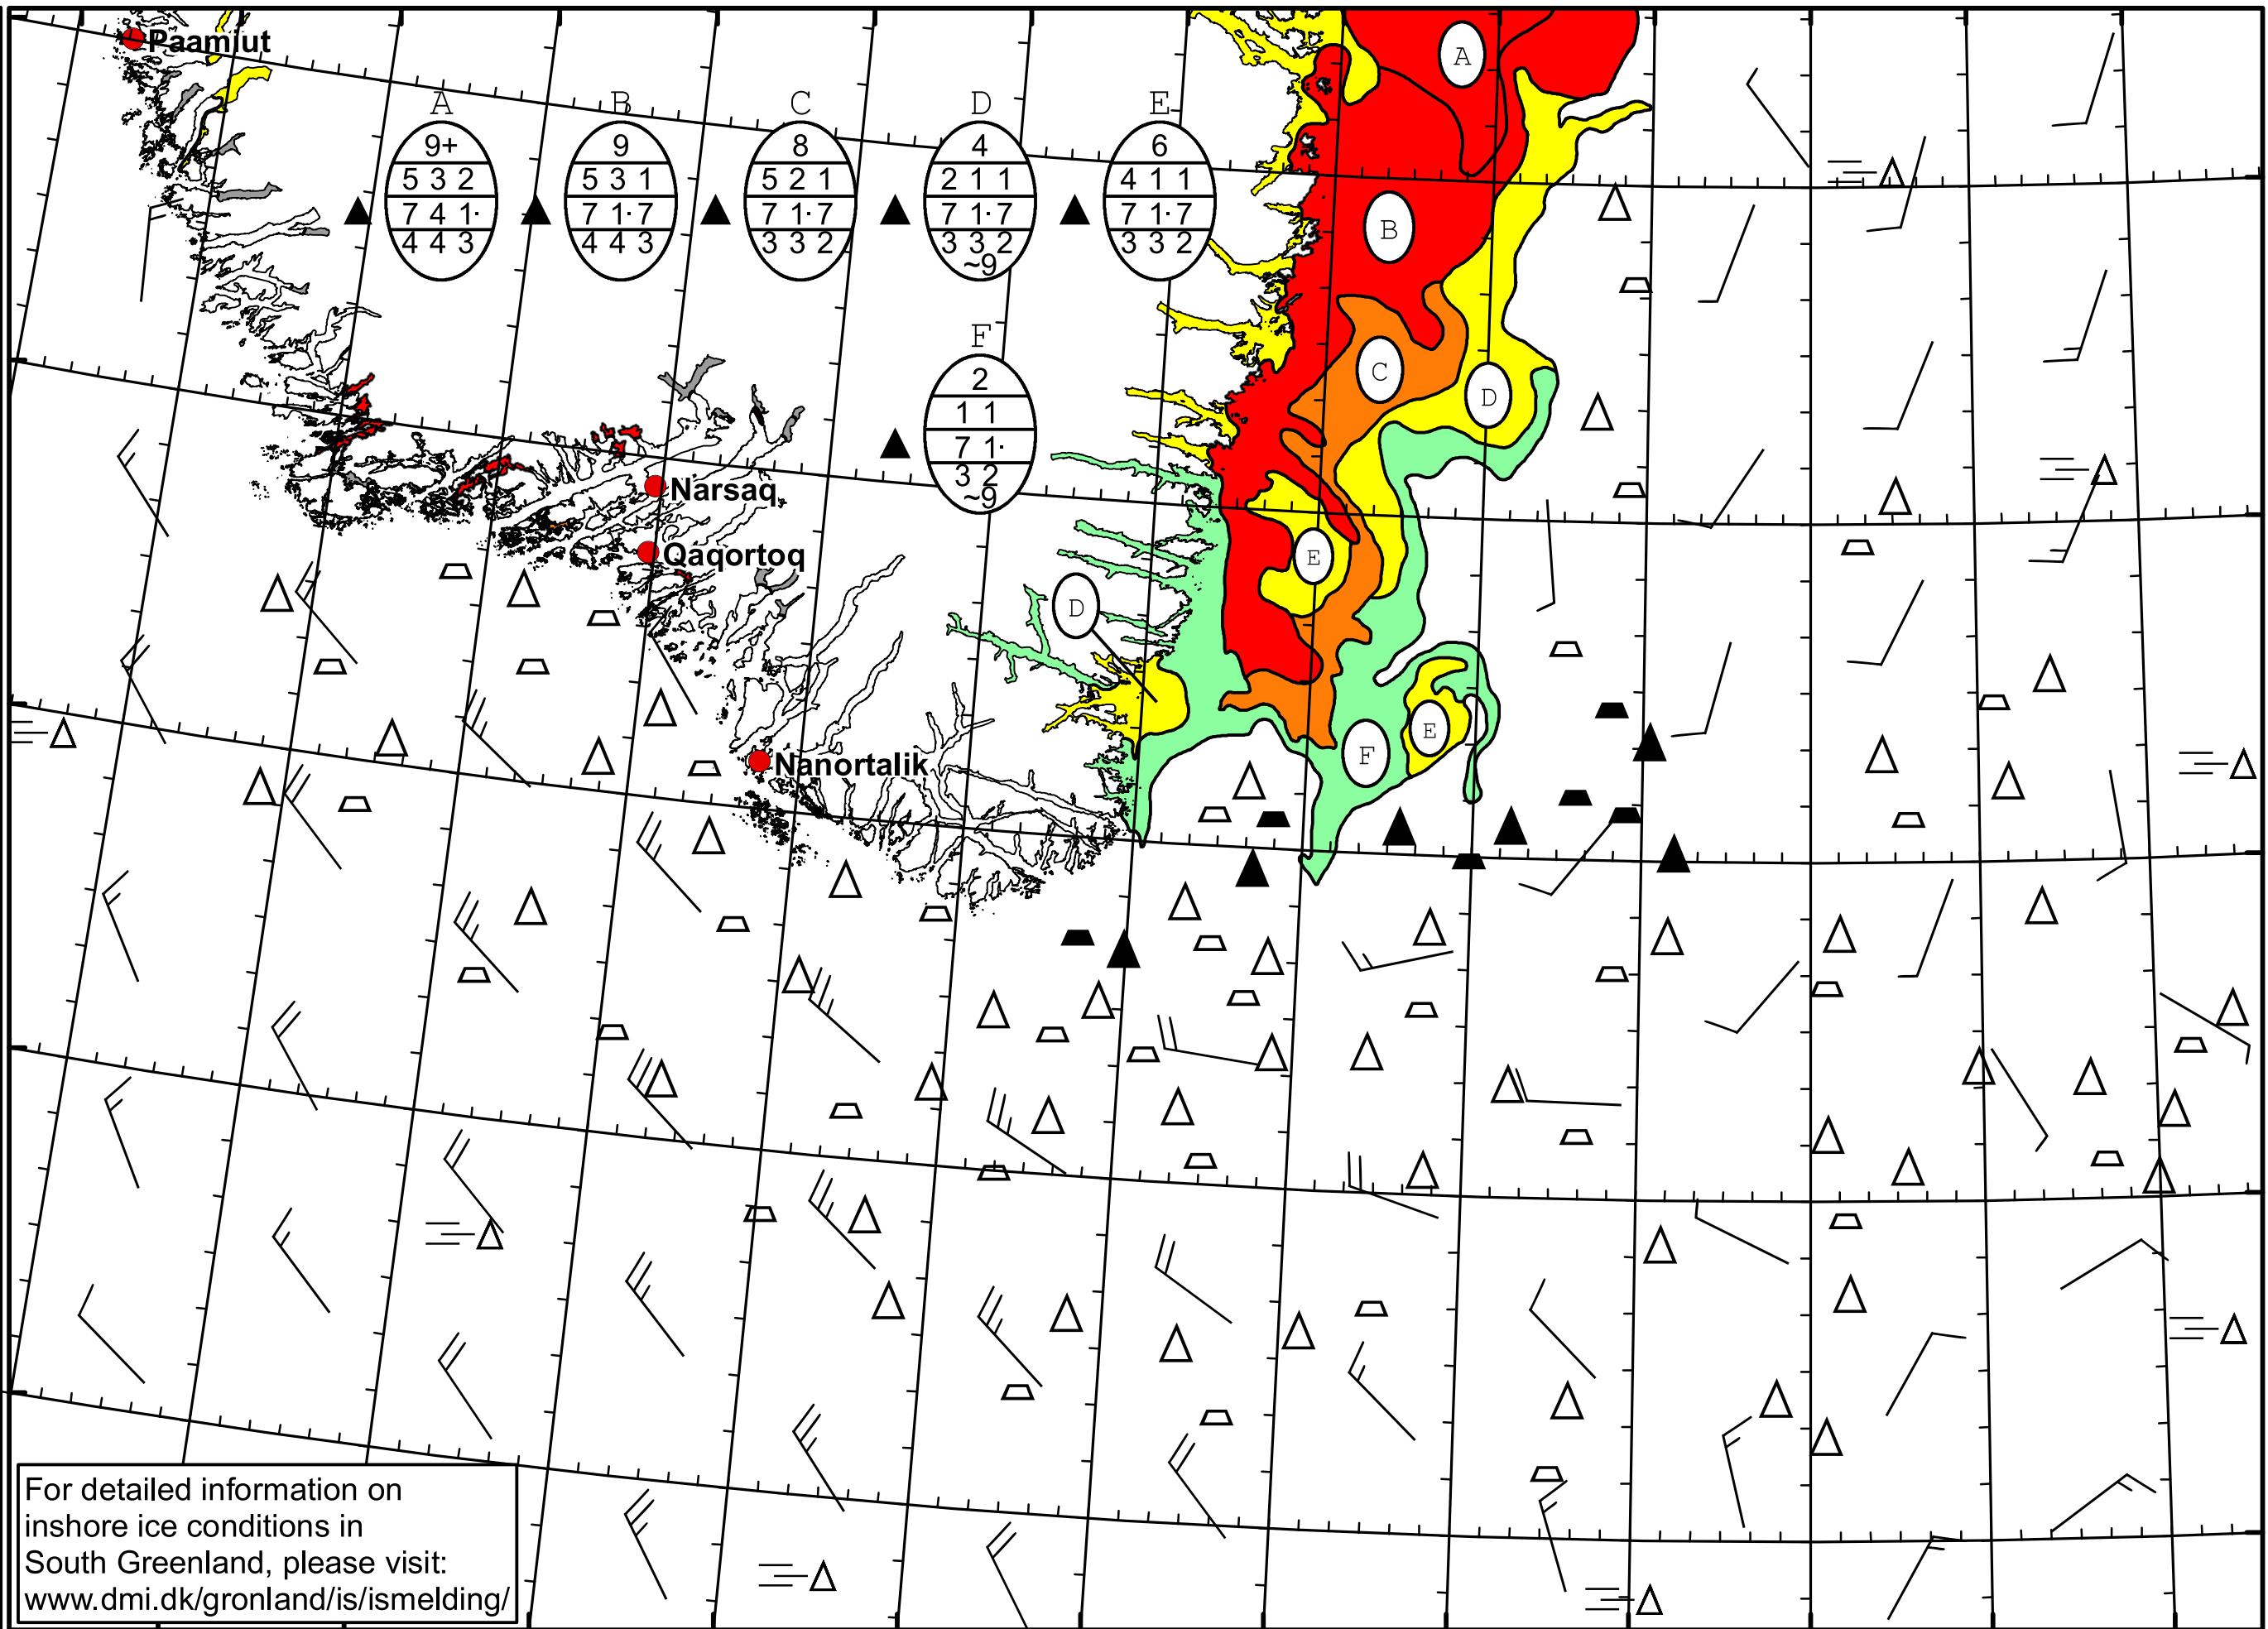 Paamiut
A
A B C D E
9+ 9 8 4 6
5 3 2 5 3 1 5 2 1 2 1 1 4 1 1
7 4 1· 7 1· 7 7 1· 7 7 1· 7 7 1· 7
4 4 3 4 4 3 3 3 2 3 3 2 3 3 2
~9
B
F
2
1 1
7 1·
3 2
~9
C
D
Narsaq
Qaqortoq
E
D
E
F
Nanortalik
For detailed information on
inshore ice conditions in
South Greenland, please visit:
www.dmi.dk/gronland/is/ismelding/